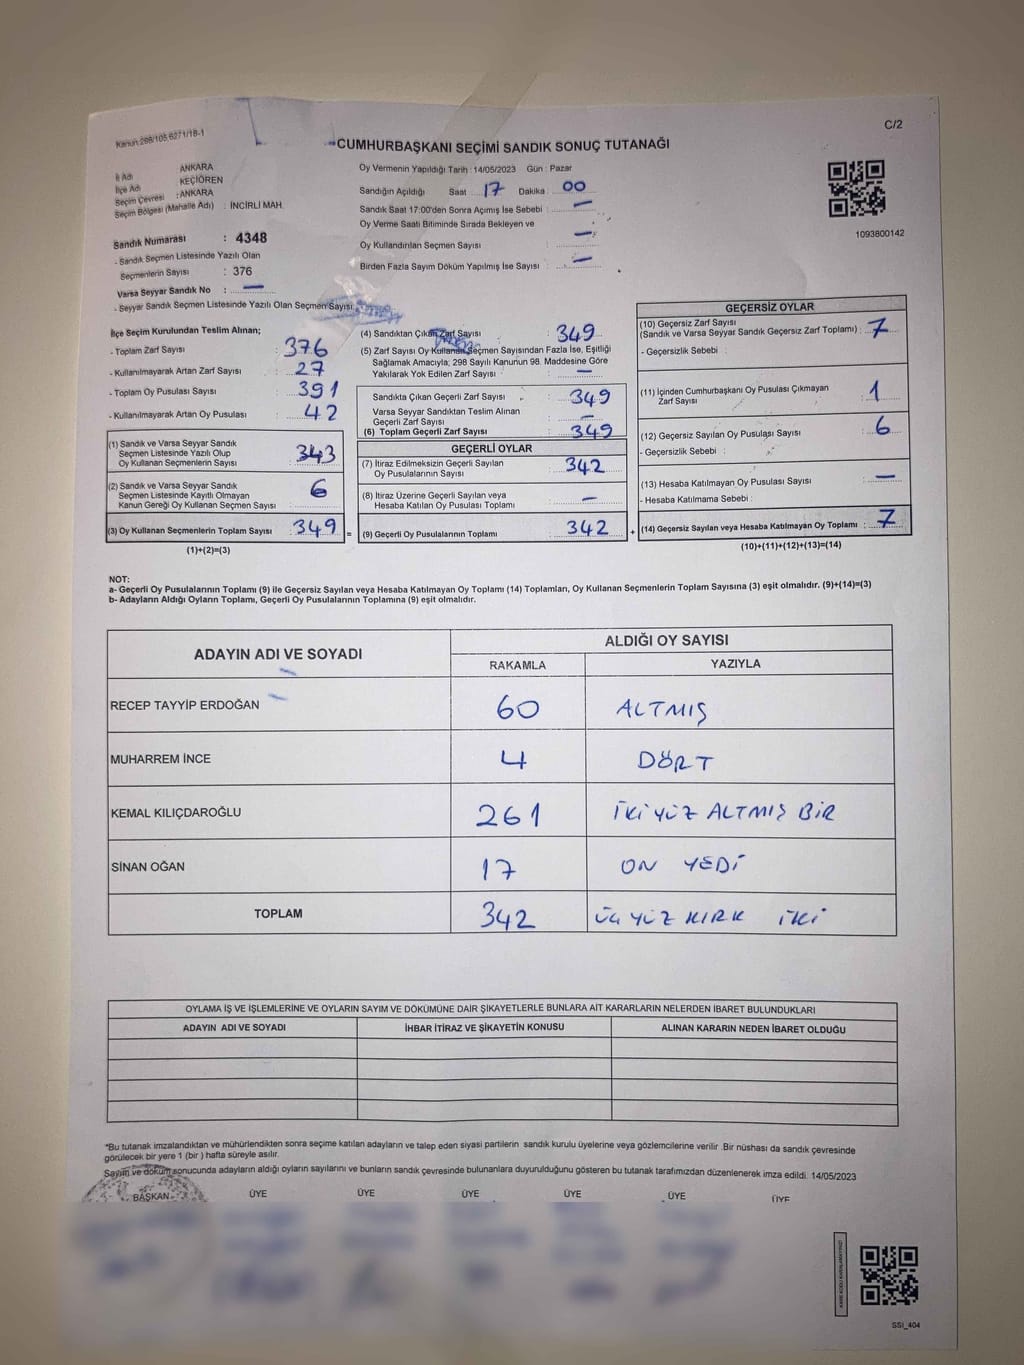 Kanun:298/105,6271/18-1
C/2
CUMHURBAŞKANI SEÇİMİ SANDIK SONUÇ TUTANAĞI
İl Adı : ANKARA
İlçe Adı : KEÇİÖREN
Seçim Çevresi : ANKARA
Seçim Bölgesi (Mahalle Adı) : İNCİRLİ MAH.
Sandık Numarası : 4348
- Sandık Seçmen Listesinde Yazılı Olan
Seçmenlerin Sayısı : 376
Varsa Seyyar Sandık No : —
- Seyyar Sandık Seçmen Listesinde Yazılı Olan Seçmen Sayısı
Oy Vermenin Yapıldığı Tarih : 14/05/2023 Gün : Pazar
Sandığın Açıldığı Saat 17 Dakika : 00
Sandık Saat 17:00'den Sonra Açımış İse Sebebi : —
Oy Verme Saati Bitiminde Sırada Bekleyen ve
Oy Kullandırılan Seçmen Sayısı : —
Birden Fazla Sayım Döküm Yapılmış İse Sayısı : —
1093800142
İlçe Seçim Kurulundan Teslim Alınan;
- Toplam Zarf Sayısı : 376
- Kullanılmayarak Artan Zarf Sayısı : 27
- Toplam Oy Pusulası Sayısı : 391
- Kullanılmayarak Artan Oy Pusulası : 42
(1) Sandık ve Varsa Seyyar Sandık
Seçmen Listesinde Yazılı Olup
Oy Kullanan Seçmenlerin Sayısı : 343
(2) Sandık ve Varsa Seyyar Sandık
Seçmen Listesinde Kayıtlı Olmayan
Kanun Gereği Oy Kullanan Seçmen Sayısı : 6
(3) Oy Kullanan Seçmenlerin Toplam Sayısı : 349 =
(1)+(2)=(3)
(4) Sandıktan Çıkan Zarf Sayısı : 349
(5) Zarf Sayısı Oy Kullanan Seçmen Sayısından Fazla İse, Eşitliği
Sağlamak Amacıyla, 298 Sayılı Kanunun 98. Maddesine Göre
Yakılarak Yok Edilen Zarf Sayısı : —
Sandıkta Çıkan Geçerli Zarf Sayısı : 349
Varsa Seyyar Sandıktan Teslim Alınan
Geçerli Zarf Sayısı : —
(6) Toplam Geçerli Zarf Sayısı : 349
GEÇERLİ OYLAR
(7) İtiraz Edilmeksizin Geçerli Sayılan
Oy Pusulalarının Sayısı : 342
(8) İtiraz Üzerine Geçerli Sayılan veya
Hesaba Katılan Oy Pusulası Toplamı : —
(9) Geçerli Oy Pusulalarının Toplamı : 342 +
GEÇERSİZ OYLAR
(10) Geçersiz Zarf Sayısı
(Sandık ve Varsa Seyyar Sandık Geçersiz Zarf Toplamı) : 7
- Geçersizlik Sebebi :
(11) İçinden Cumhurbaşkanı Oy Pusulası Çıkmayan
Zarf Sayısı : 1
(12) Geçersiz Sayılan Oy Pusulası Sayısı : 6
- Geçersizlik Sebebi :
(13) Hesaba Katılmayan Oy Pusulası Sayısı : —
- Hesaba Katılmama Sebebi :
(14) Geçersiz Sayılan veya Hesaba Katılmayan Oy Toplamı : 7
(10)+(11)+(12)+(13)=(14)
NOT:
a- Geçerli Oy Pusulalarının Toplamı (9) ile Geçersiz Sayılan veya Hesaba Katılmayan Oy Toplamı (14) Toplamları, Oy Kullanan Seçmenlerin Toplam Sayısına (3) eşit olmalıdır. (9)+(14)=(3)
b- Adayların Aldığı Oyların Toplamı, Geçerli Oy Pusulalarının Toplamına (9) eşit olmalıdır.
ADAYIN ADI VE SOYADI
ALDIĞI OY SAYISI
RAKAMLA YAZIYLA
RECEP TAYYİP ERDOĞAN 60 ALTMIŞ
MUHARREM İNCE 4 DÖRT
KEMAL KILIÇDAROĞLU 261 İKİ YÜZ ALTMIŞ BİR
SİNAN OĞAN 17 ON YEDİ
TOPLAM 342 ÜÇ YÜZ KIRK İKİ
OYLAMA İŞ VE İŞLEMLERİNE VE OYLARIN SAYIM VE DÖKÜMÜNE DAİR ŞİKAYETLERLE BUNLARA AİT KARARLARIN NELERDEN İBARET BULUNDUKLARI
ADAYIN ADI VE SOYADI İHBAR İTİRAZ VE ŞİKAYETİN KONUSU ALINAN KARARIN NEDEN İBARET OLDUĞU
*Bu tutanak imzalandıktan ve mühürlendikten sonra seçime katılan adayların ve talep eden siyasi partilerin sandık kurulu üyelerine veya gözlemcilerine verilir .Bir nüshası da sandık çevresinde
görülecek bir yere 1 (bir ) hafta süreyle asılır.
Sayım ve döküm sonucunda adayların aldığı oyların sayılarını ve bunların sandık çevresinde bulunanlara duyurulduğunu gösteren bu tutanak tarafımızdan düzenlenerek imza edildi. 14/05/2023
BAŞKAN ÜYE ÜYE ÜYE ÜYE ÜYE ÜYE
SSI_404